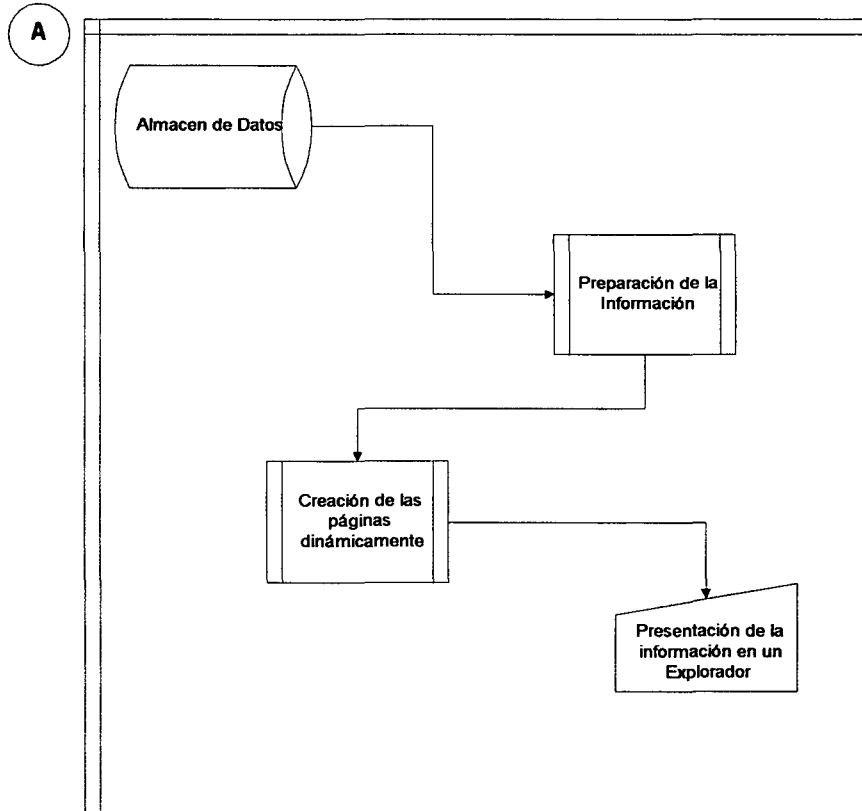 A
Almacen de Datos
Preparación de la
Información
Creación de las
páginas
dinámicamente
Presentación de la
información en un
Explorador